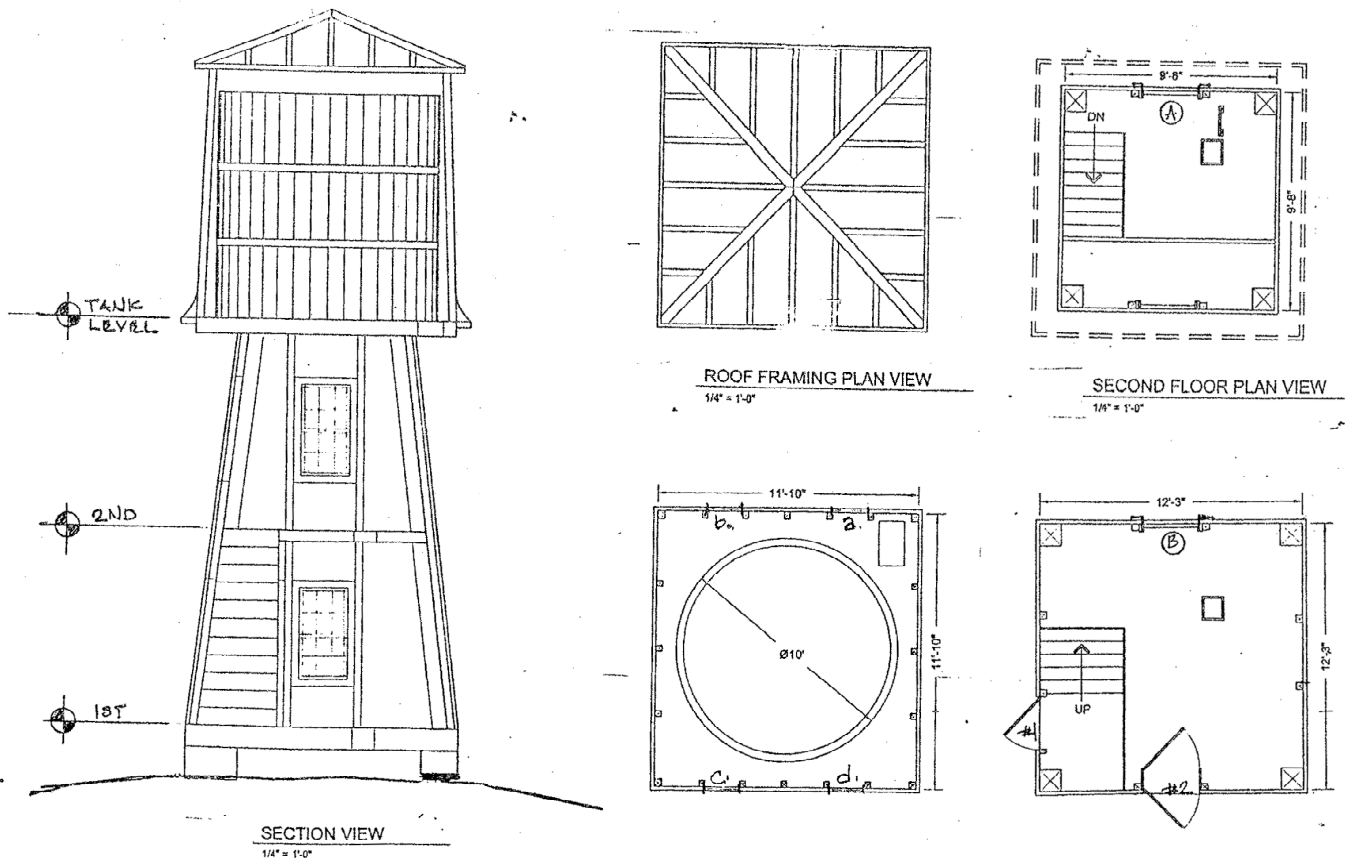 TANK
LEVEL
2ND
1ST
SECTION VIEW
1/4" = 1'-0"
ROOF FRAMING PLAN VIEW
1/4" = 1'-0"
9'-8"
A
DN
9'-8"
SECOND FLOOR PLAN VIEW
1/4" = 1'-0"
11'-10"
b.
a.
Ø10'
11'-10"
c.
d.
12'-3"
B
12'-3"
UP
#1
#2